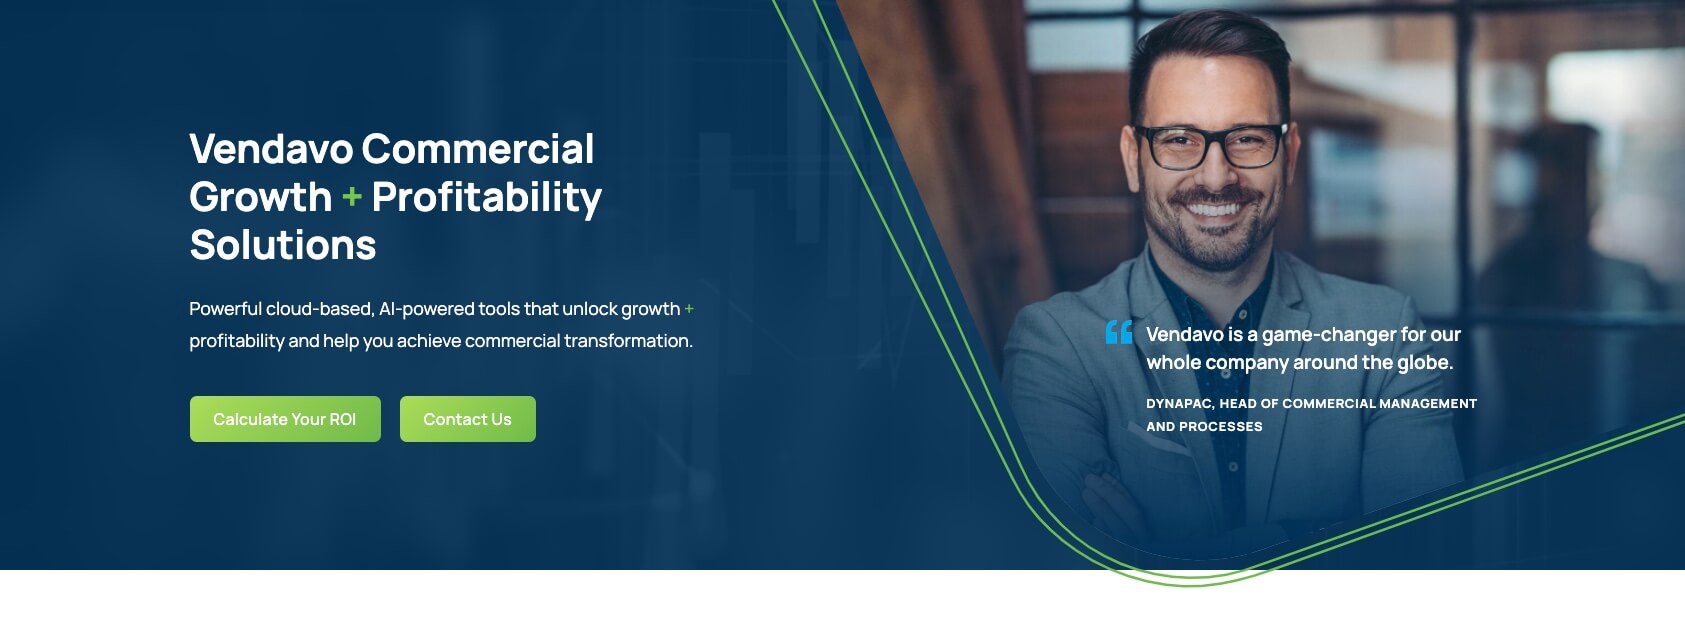 Vendavo Commercial
Growth + Profitability
Solutions
Powerful cloud-based, AI-powered tools that unlock growth +
profitability and help you achieve commercial transformation.
Calculate Your ROI
Contact Us
“ Vendavo is a game-changer for our
whole company around the globe.
DYNAPAC, HEAD OF COMMERCIAL MANAGEMENT
AND PROCESSES